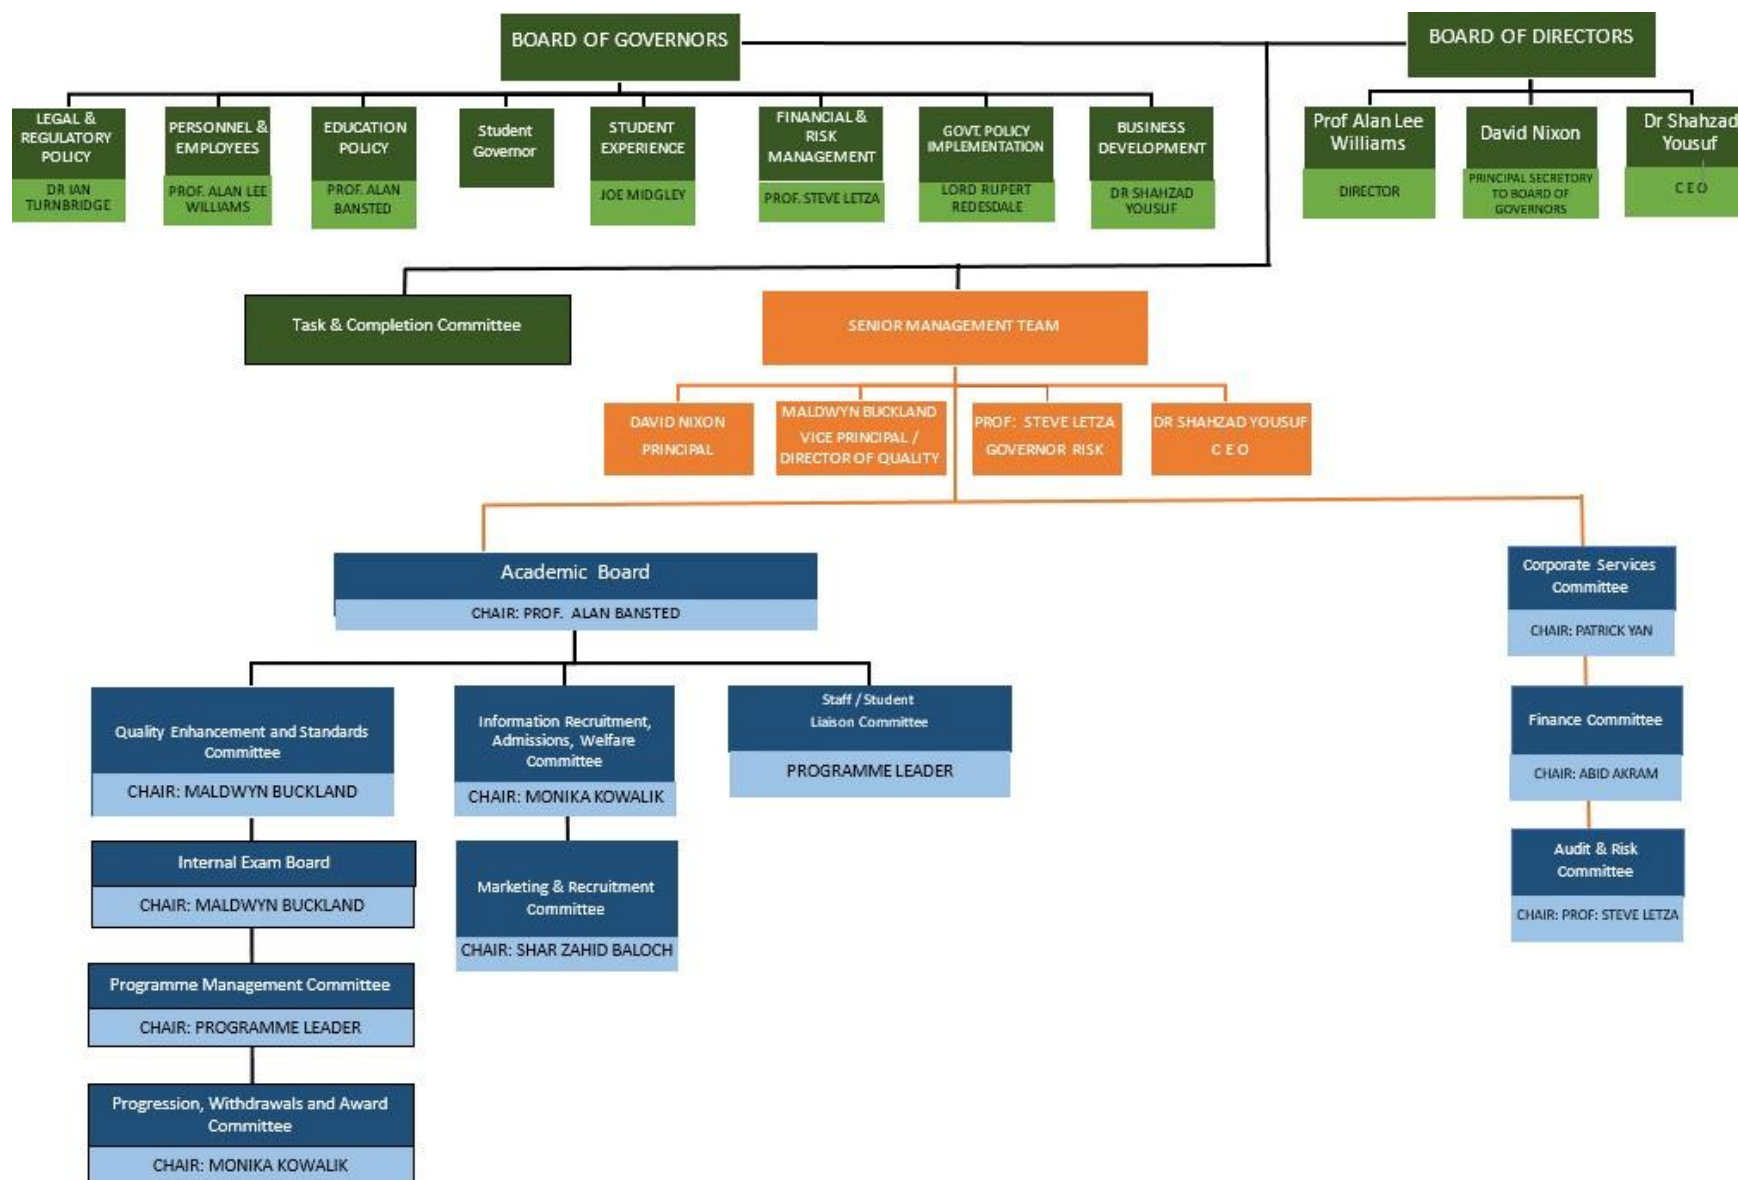 BOARD OF GOVERNORS
BOARD OF DIRECTORS
LEGAL &
REGULATORY
POLICY
DR IAN
TURNBRIDGE
PERSONNEL &
EMPLOYEES
PROF. ALAN LEE
WILLIAMS
EDUCATION
POLICY
PROF. ALAN
BANSTED
Student
Governor
STUDENT
EXPERIENCE
JOE MIDGLEY
FINANCIAL &
RISK
MANAGEMENT
PROF. STEVE LETZA
GOVT. POLICY
IMPLEMENTATION
LORD RUPERT
REDESDALE
BUSINESS
DEVELOPMENT
DR SHAHZAD
YOUSUF
Prof Alan Lee
Williams
DIRECTOR
David Nixon
PRINCIPAL SECRETORY
TO BOARD OF
GOVERNORS
Dr Shahzad
Yousuf
C E O
Task & Completion Committee
SENIOR MANAGEMENT TEAM
DAVID NIXON
PRINCIPAL
MALDWYN BUCKLAND
VICE PRINCIPAL /
DIRECTOR OF QUALITY
PROF: STEVE LETZA
GOVERNOR RISK
DR SHAHZAD YOUSUF
C E O
Academic Board
CHAIR: PROF. ALAN BANSTED
Corporate Services
Committee
CHAIR: PATRICK YAN
Quality Enhancement and Standards
Committee
CHAIR: MALDWYN BUCKLAND
Information Recruitment,
Admissions, Welfare
Committee
CHAIR: MONIKA KOWALIK
Staff / Student
Liaison Committee
PROGRAMME LEADER
Finance Committee
CHAIR: ABID AKRAM
Internal Exam Board
CHAIR: MALDWYN BUCKLAND
Marketing & Recruitment
Committee
CHAIR: SHAR ZAHID BALOCH
Audit & Risk
Committee
CHAIR: PROF: STEVE LETZA
Programme Management Committee
CHAIR: PROGRAMME LEADER
Progression, Withdrawals and Award
Committee
CHAIR: MONIKA KOWALIK